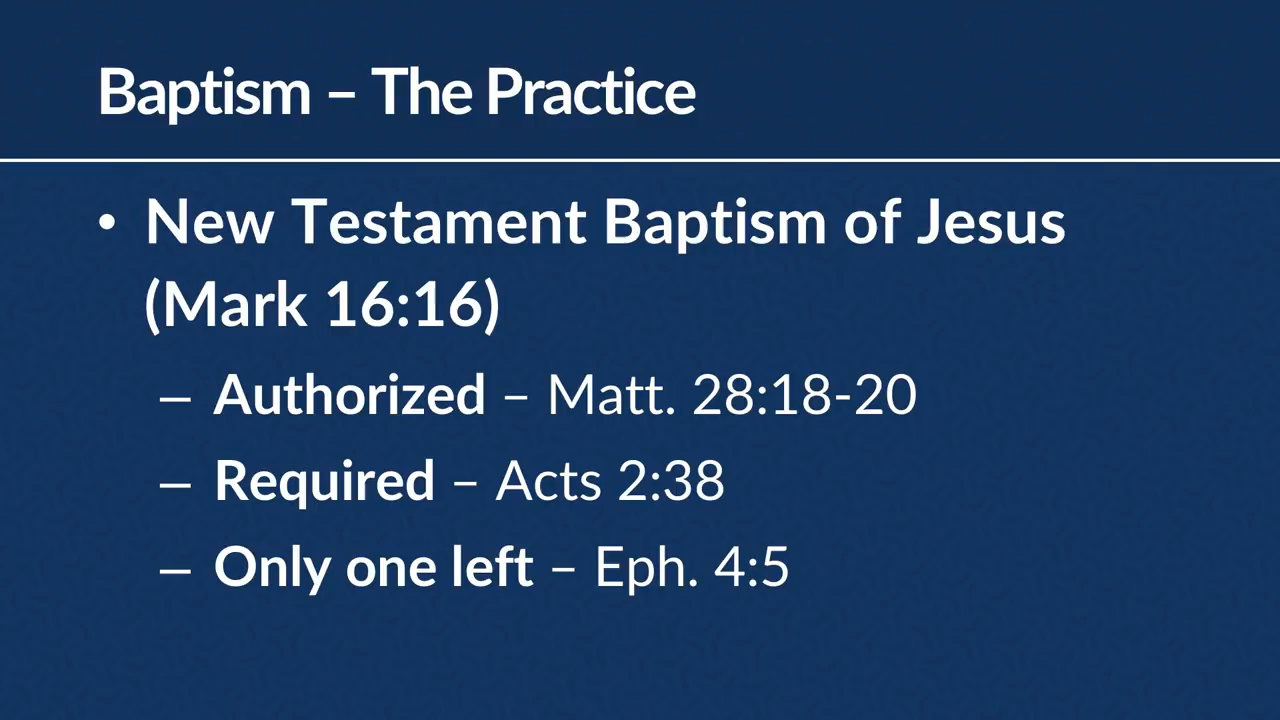 Baptism – The Practice
• New Testament Baptism of Jesus
(Mark 16:16)
– Authorized – Matt. 28:18-20
– Required – Acts 2:38
– Only one left – Eph. 4:5